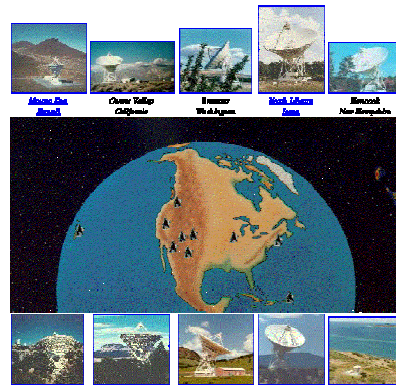 Mauna Kea
Hawaii
Owens Valley
California
Brewster
Washington
North Liberty
Iowa
Hancock
New Hampshire